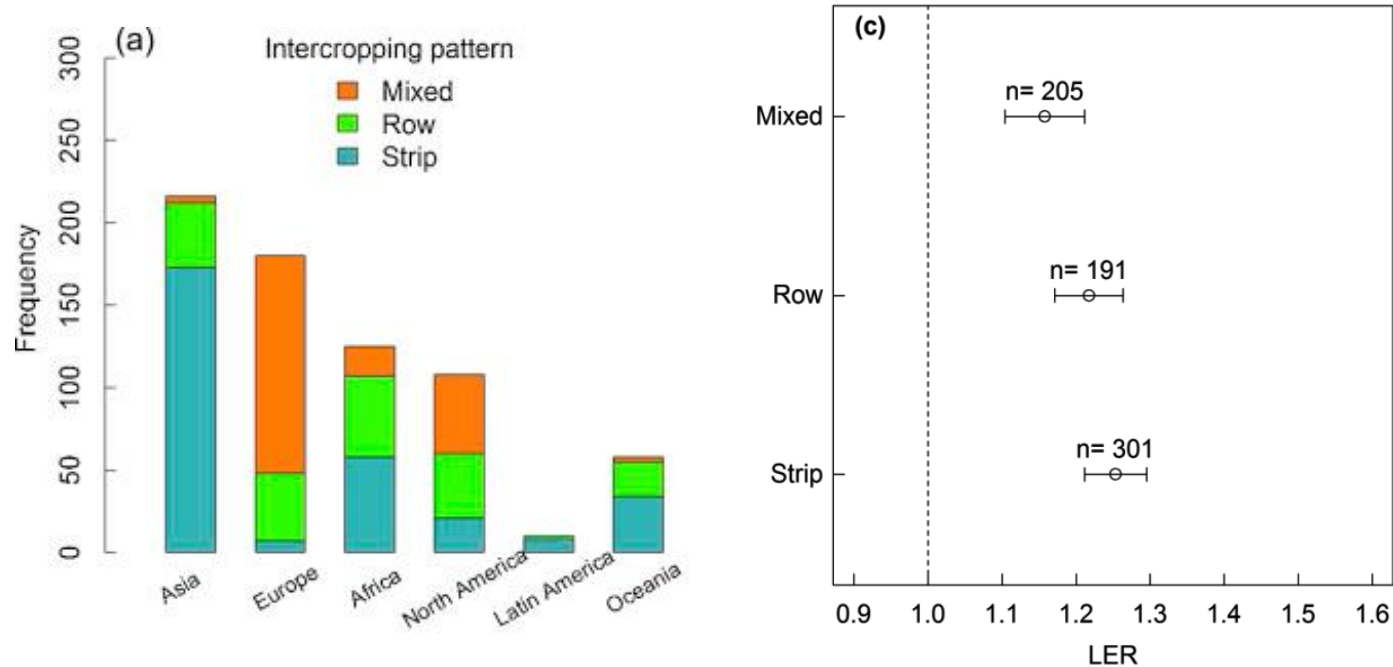 (a)
Intercropping pattern
Mixed
Row
Strip
Frequency
300
250
200
150
100
50
0
Asia
Europe
Africa
North America
Latin America
Oceania
(c)
Mixed
n= 205
Row
n= 191
Strip
n= 301
0.9 1.0 1.1 1.2 1.3 1.4 1.5 1.6
LER